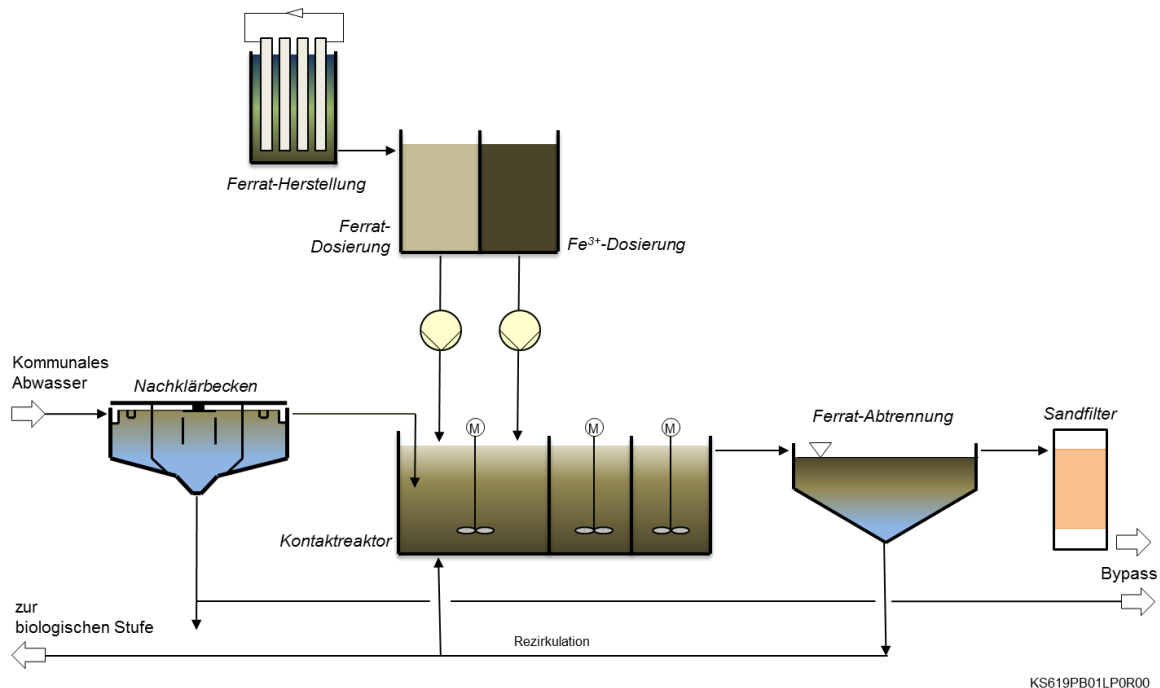 Ferrat-Herstellung
Ferrat-
Dosierung
Fe³⁺-Dosierung
Kommunales
Abwasser
Nachklärbecken
M
M
M
Ferrat-Abtrennung
Sandfilter
Kontaktreaktor
Bypass
zur
biologischen Stufe
Rezirkulation
KS619PB01LP0R00